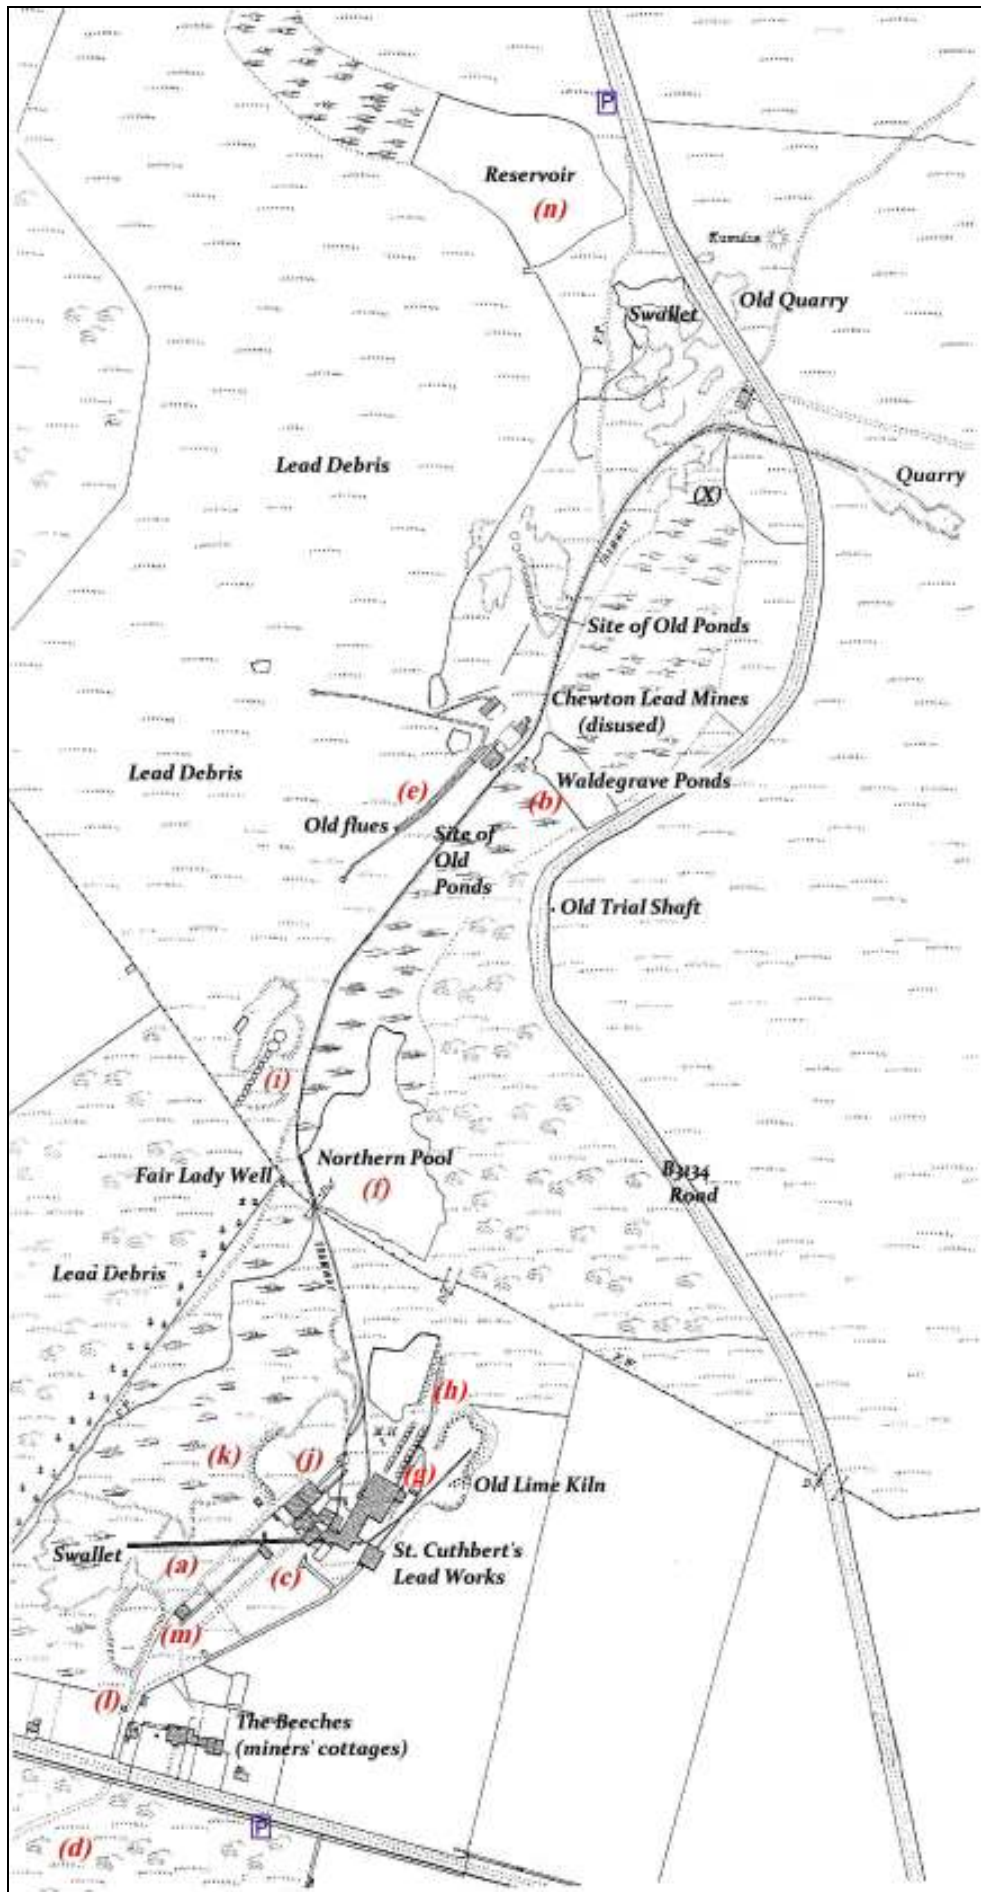 P
Reservoir
(n)
Swallet
Old Quarry
F.P.
Lead Debris
Quarry
(X)
TRAMWAY
Site of Old Ponds
Chewton Lead Mines
(disused)
Lead Debris
(e)
(b)
Waldegrave Ponds
Old flues
Site of
Old
Ponds
Old Trial Shaft
(i)
Northern Pool
(f)
Fair Lady Well
B3134
Road
Lead Debris
TRAMWAY
F.P.
(h)
(k)
(j)
(g)
Old Lime Kiln
Swallet
(a)
(c)
St. Cuthbert's
Lead Works
(m)
(l)
The Beeches
(miners' cottages)
P
(d)